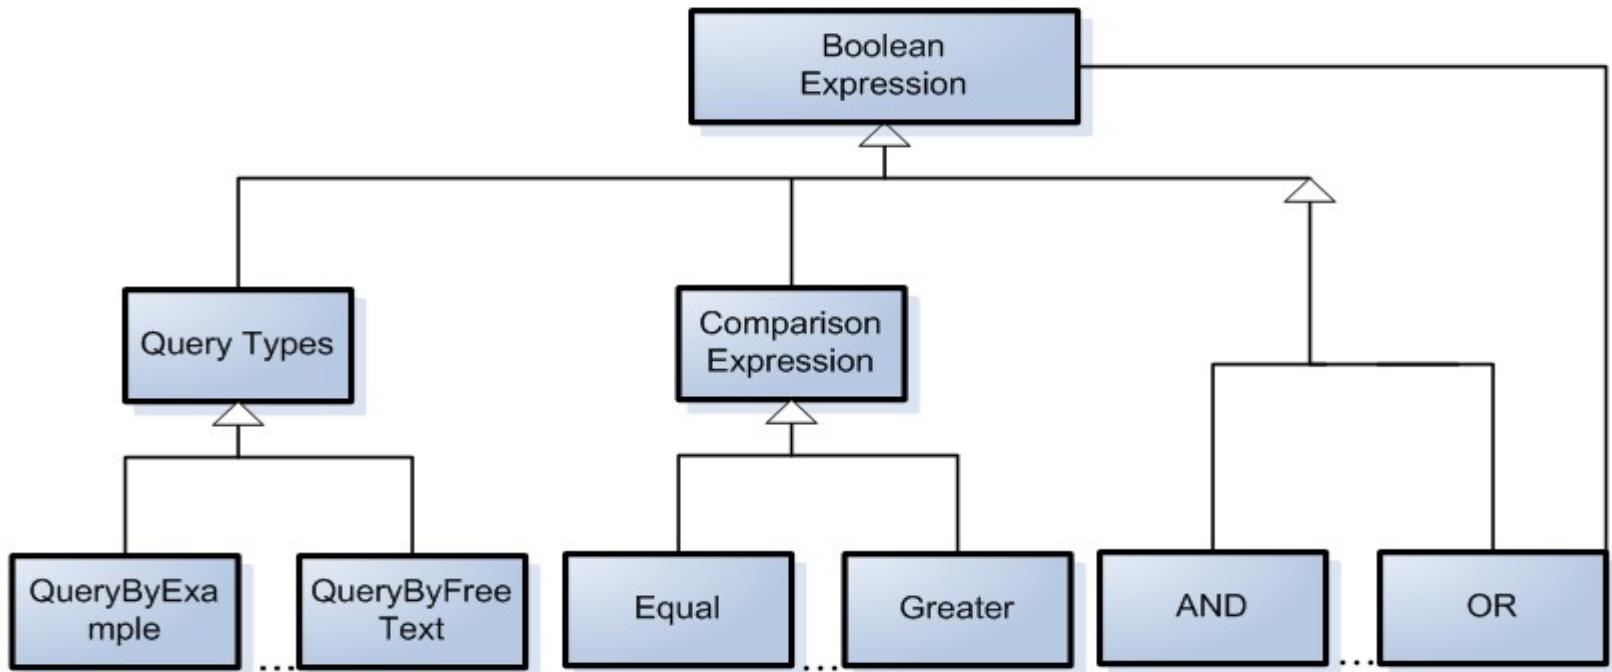 Boolean
Expression
Query Types
Comparison
Expression
QueryByExa
mple
....
QueryByFree
Text
Equal
....
Greater
AND
....
OR